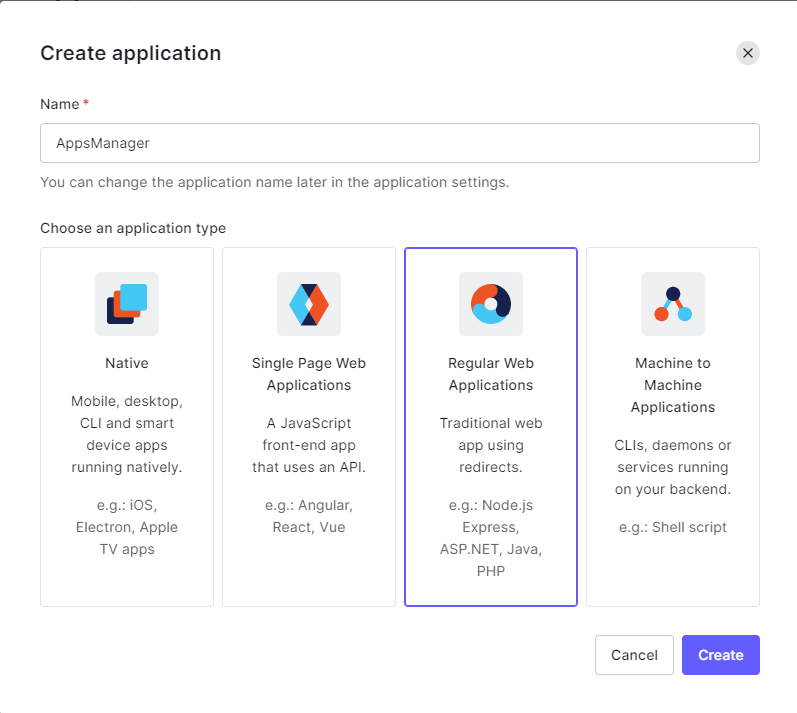 Create application
Name *
AppsManager
You can change the application name later in the application settings.
Choose an application type
Native
Mobile, desktop,
CLI and smart
device apps
running natively.
e.g.: iOS,
Electron, Apple
TV apps
Single Page Web
Applications
A JavaScript
front-end app
that uses an API.
e.g.: Angular,
React, Vue
Regular Web
Applications
Traditional web
app using
redirects.
e.g.: Node.js
Express,
ASP.NET, Java,
PHP
Machine to
Machine
Applications
CLIs, daemons or
services running
on your backend.
e.g.: Shell script
Cancel
Create